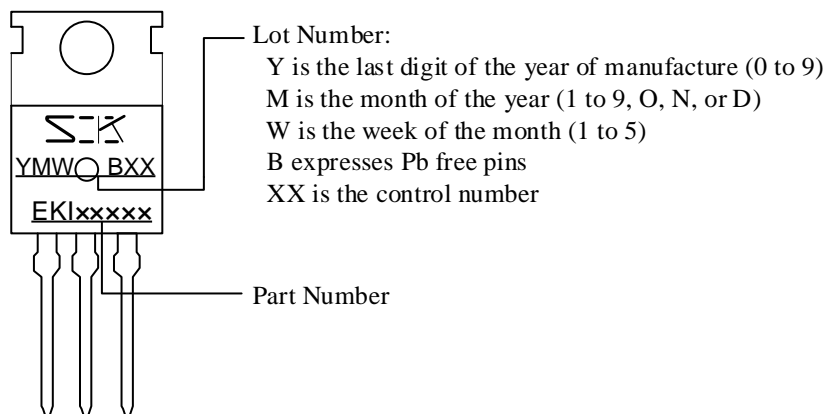 Lot Number:
Y is the last digit of the year of manufacture (0 to 9)
M is the month of the year (1 to 9, O, N, or D)
W is the week of the month (1 to 5)
B expresses Pb free pins
XX is the control number
SK
YMW BXX
EKI×××××
Part Number